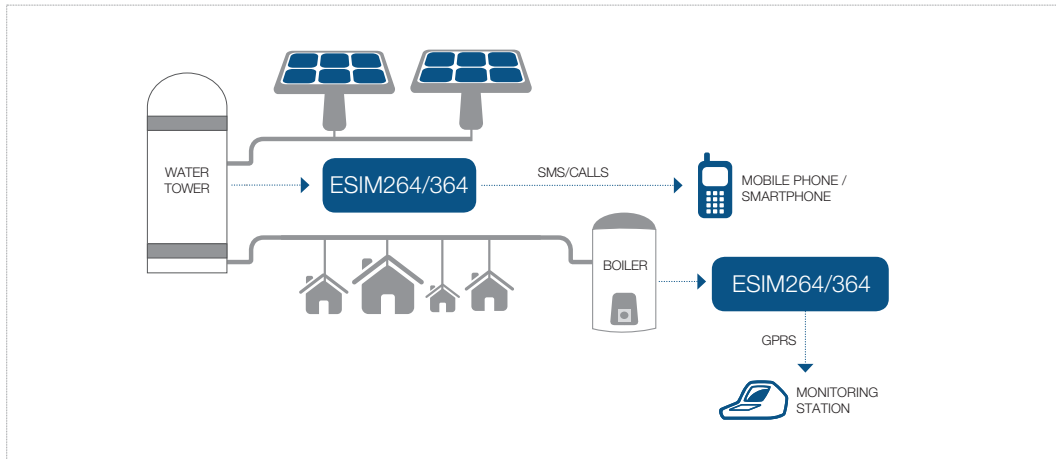 WATER
TOWER
ESIM264/364
SMS/CALLS
MOBILE PHONE /
SMARTPHONE
BOILER
ESIM264/364
GPRS
MONITORING
STATION